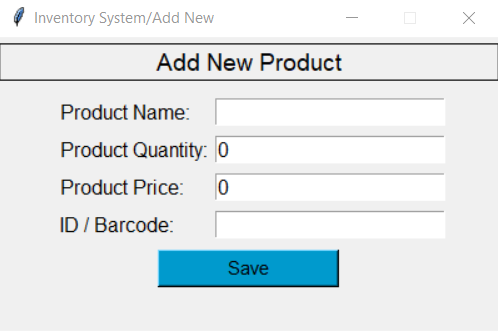 Inventory System/Add New
Add New Product
Product Name:
Product Quantity: 0
Product Price: 0
ID / Barcode:
Save